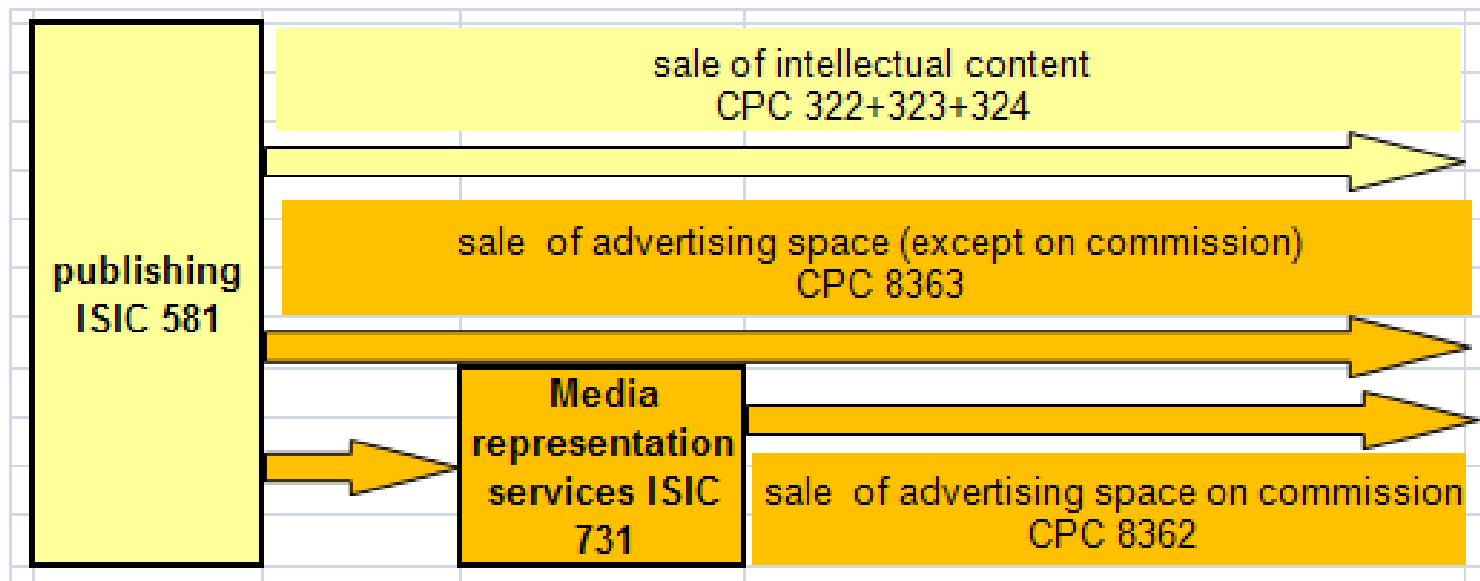 sale of intellectual content
CPC 322+323+324
sale of advertising space (except on commission)
CPC 8363
publishing
ISIC 581
Media
representation
services ISIC
731
sale of advertising space on commission
CPC 8362